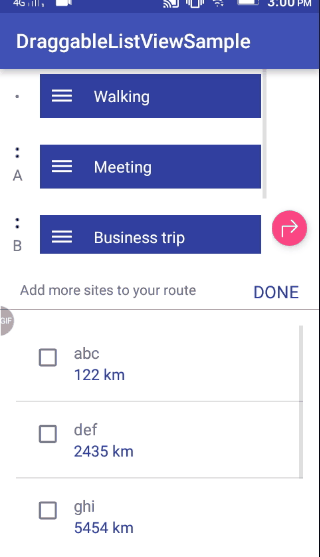 4G 3:00 PM
DraggableListViewSample
Walking
Meeting
A
Business trip
B
Add more sites to your route DONE
GIF
abc
122 km
def
2435 km
ghi
5454 km